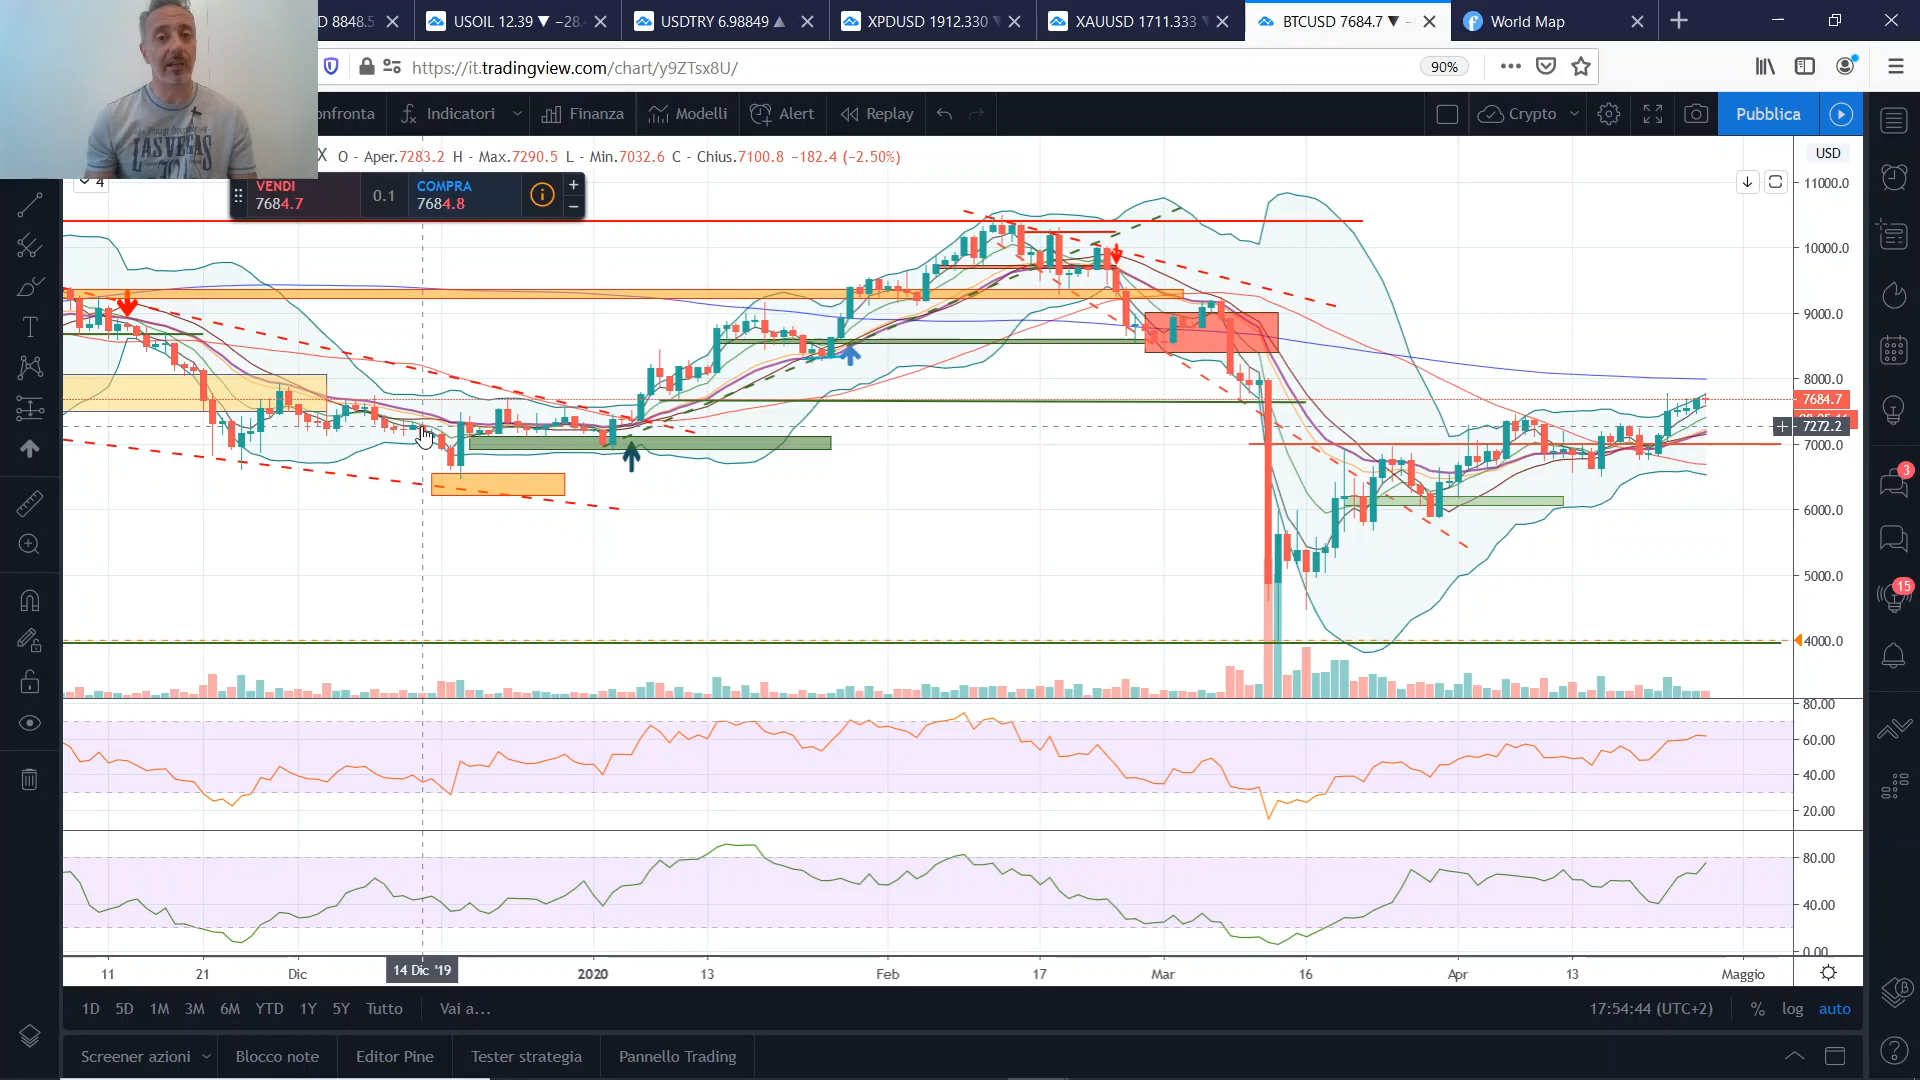 D 8848.5
USOIL 12.39 ▼ −28.
USDTRY 6.98849 ▲
XPDUSD 1912.330
XAUUSD 1711.333
BTCUSD 7684.7 ▼ −
World Map
https://it.tradingview.com/chart/y9ZTsx8U/
90%
onfronta
Indicatori
Finanza
Modelli
Alert
Replay
Crypto
Pubblica
X O - Aper.7283.2 H - Max.7290.5 L - Min.7032.6 C - Chius.7100.8 −182.4 (−2.50%)
USD
4
VENDI
7684.7
0.1
COMPRA
7684.8
LAS VEGAS
11000.0
10000.0
9000.0
8000.0
7684.7
7272.2
7000.0
6000.0
5000.0
4000.0
80.00
60.00
40.00
20.00
80.00
40.00
0.00
3
15
11
21
Dic
14 Dic '19
2020
13
Feb
17
Mar
16
Apr
13
Maggio
1D 5D 1M 3M 6M YTD 1Y 5Y Tutto Vai a...
17:54:44 (UTC+2) % log auto
Screener azioni
Blocco note
Editor Pine
Tester strategia
Pannello Trading